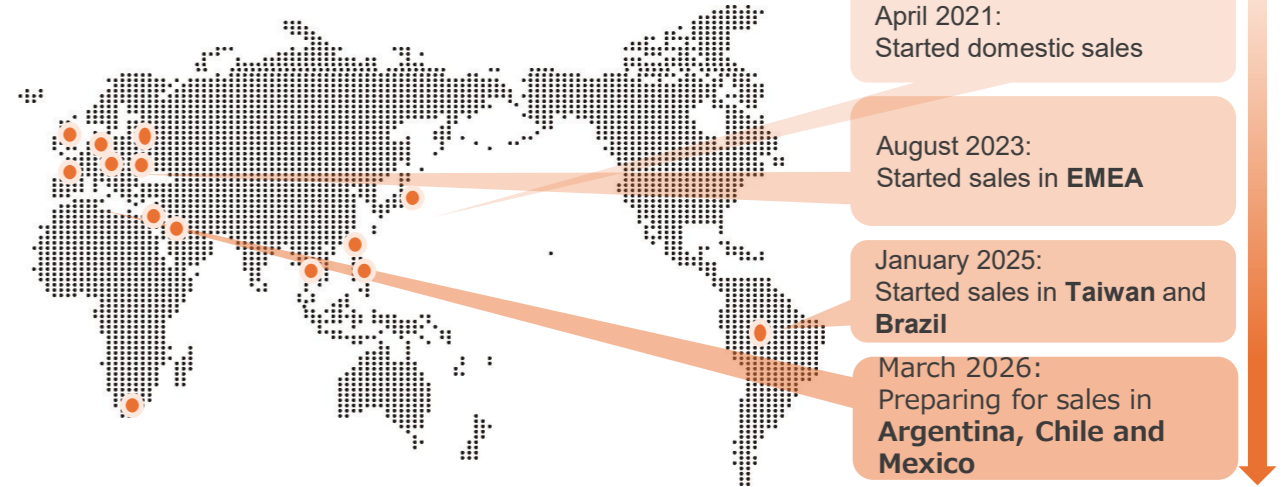 April 2021:
Started domestic sales
August 2023:
Started sales in EMEA
January 2025:
Started sales in Taiwan and
Brazil
March 2026:
Preparing for sales in
Argentina, Chile and
Mexico